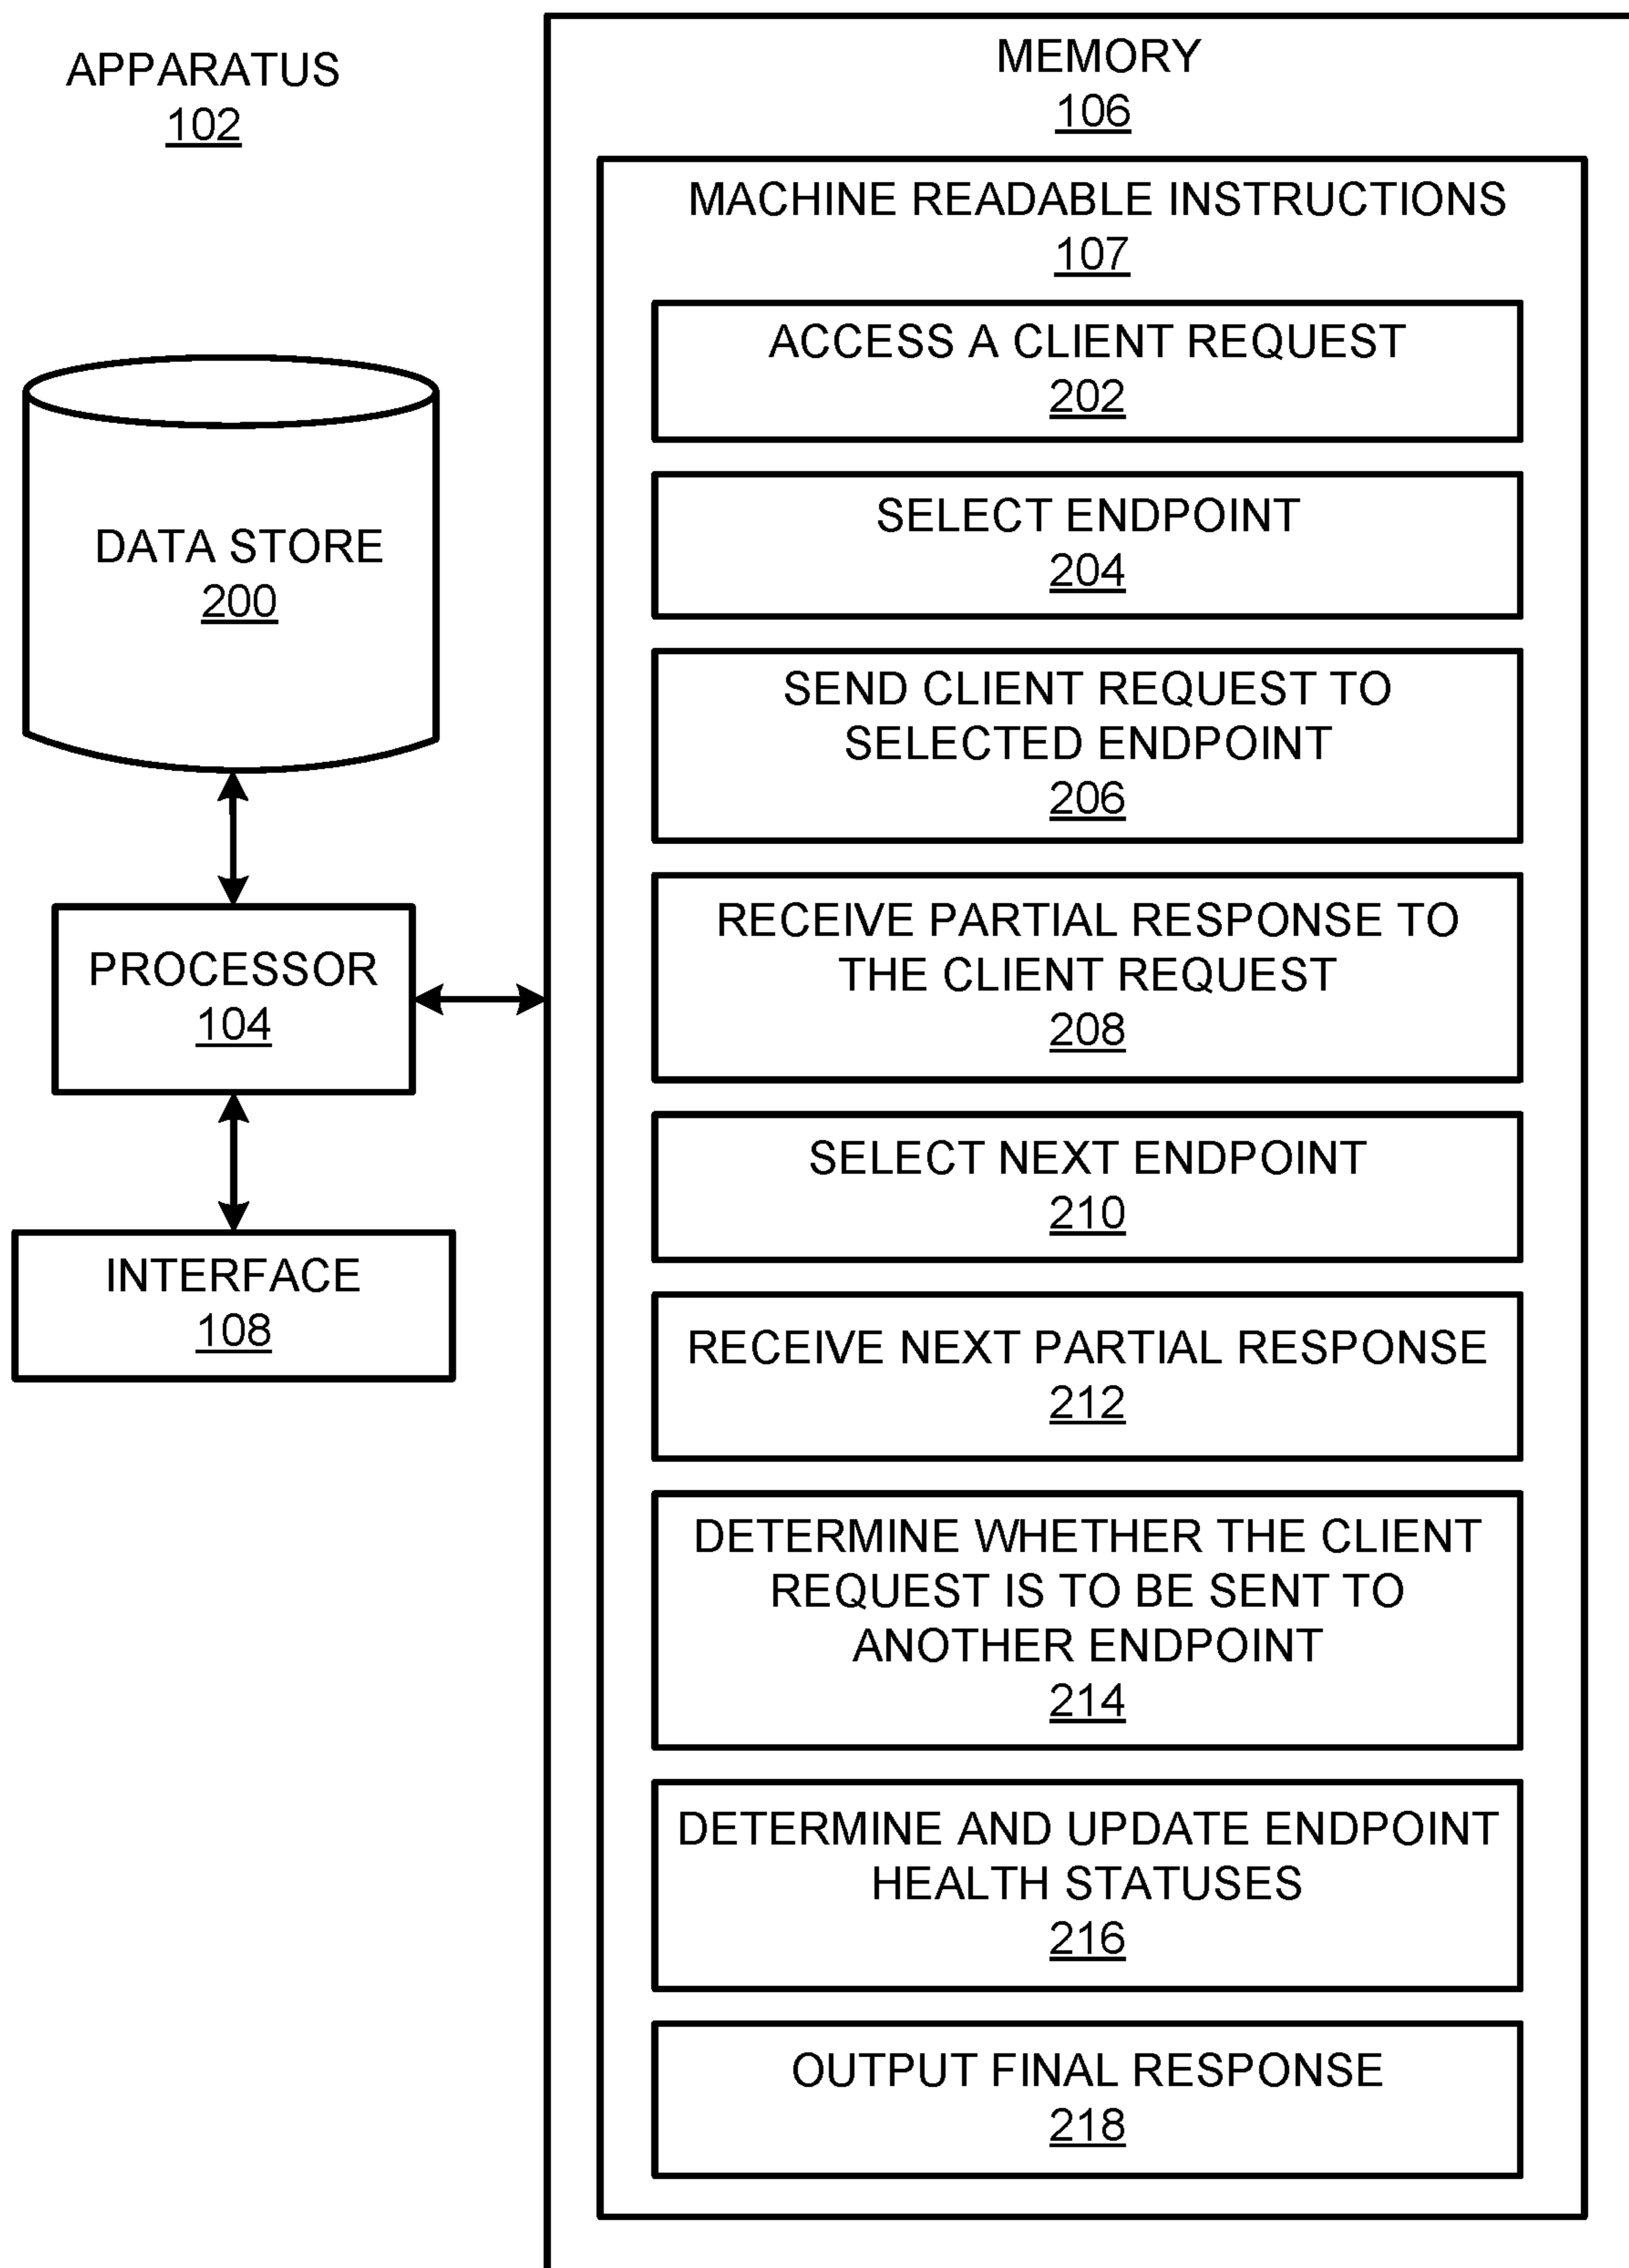 APPARATUS
102
MEMORY
106
MACHINE READABLE INSTRUCTIONS
107
ACCESS A CLIENT REQUEST
202
SELECT ENDPOINT
204
SEND CLIENT REQUEST TO
SELECTED ENDPOINT
206
RECEIVE PARTIAL RESPONSE TO
THE CLIENT REQUEST
208
SELECT NEXT ENDPOINT
210
RECEIVE NEXT PARTIAL RESPONSE
212
DETERMINE WHETHER THE CLIENT
REQUEST IS TO BE SENT TO
ANOTHER ENDPOINT
214
DETERMINE AND UPDATE ENDPOINT
HEALTH STATUSES
216
OUTPUT FINAL RESPONSE
218
DATA STORE
200
PROCESSOR
104
INTERFACE
108